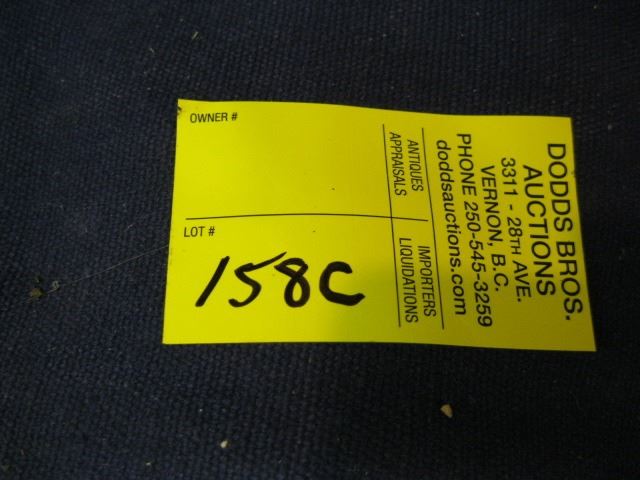 DODDS BROS.
AUCTIONS
3311 - 28TH AVE.
VERNON, B.C.
PHONE 250-545-3259
doddsauctions.com
ANTIQUES
APPRAISALS
IMPORTERS
LIQUIDATIONS
OWNER #
LOT #
158C